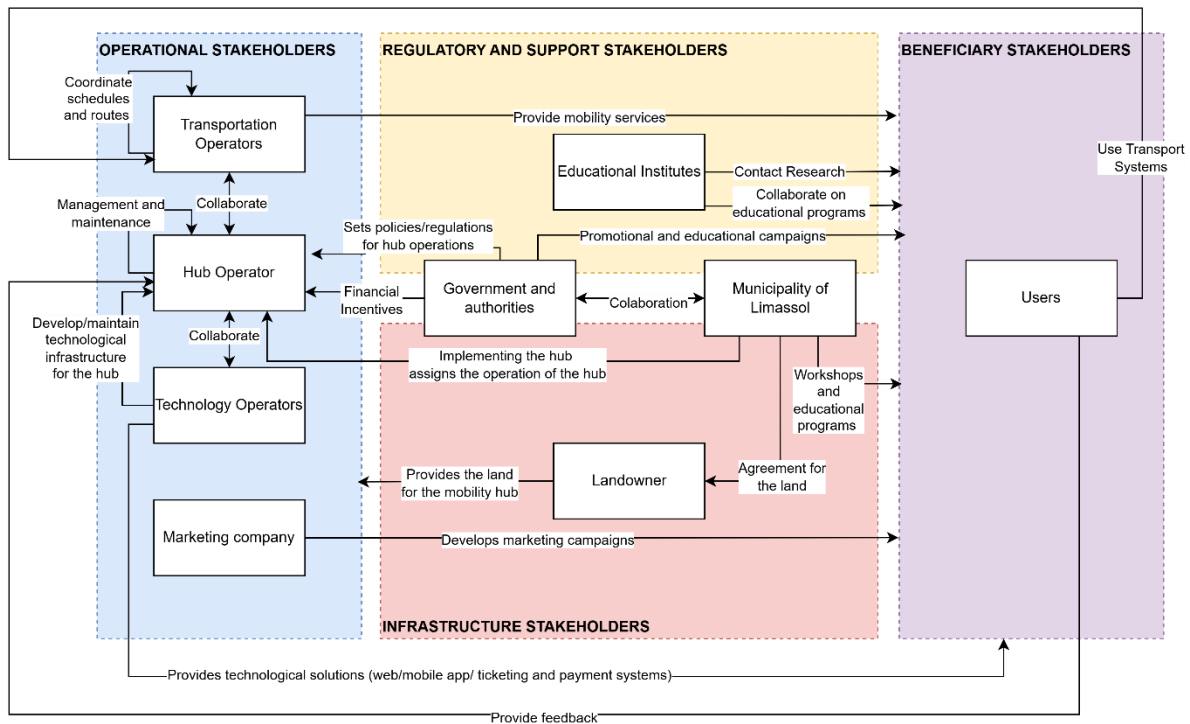 OPERATIONAL STAKEHOLDERS
REGULATORY AND SUPPORT STAKEHOLDERS
BENEFICIARY STAKEHOLDERS
Coordinate
schedules
and routes
Transportation
Operators
Provide mobility services
Use Transport
Systems
Educational Institutes
Contact Research
Collaborate on
educational programs
Collaborate
Management and
maintenance
Sets policies/regulations
for hub operations
Promotional and educational campaigns
Hub Operator
Financial
Incentives
Government and
authorities
Colaboration
Municipality of
Limassol
Users
Develop/maintain
technological
infrastructure
for the hub
Collaborate
Implementing the hub
assigns the operation of the hub
Workshops
and
educational
programs
Technology Operators
Provides the land
for the mobility hub
Landowner
Agreement for
the land
Marketing company
Develops marketing campaigns
INFRASTRUCTURE STAKEHOLDERS
Provides technological solutions (web/mobile app/ ticketing and payment systems)
Provide feedback